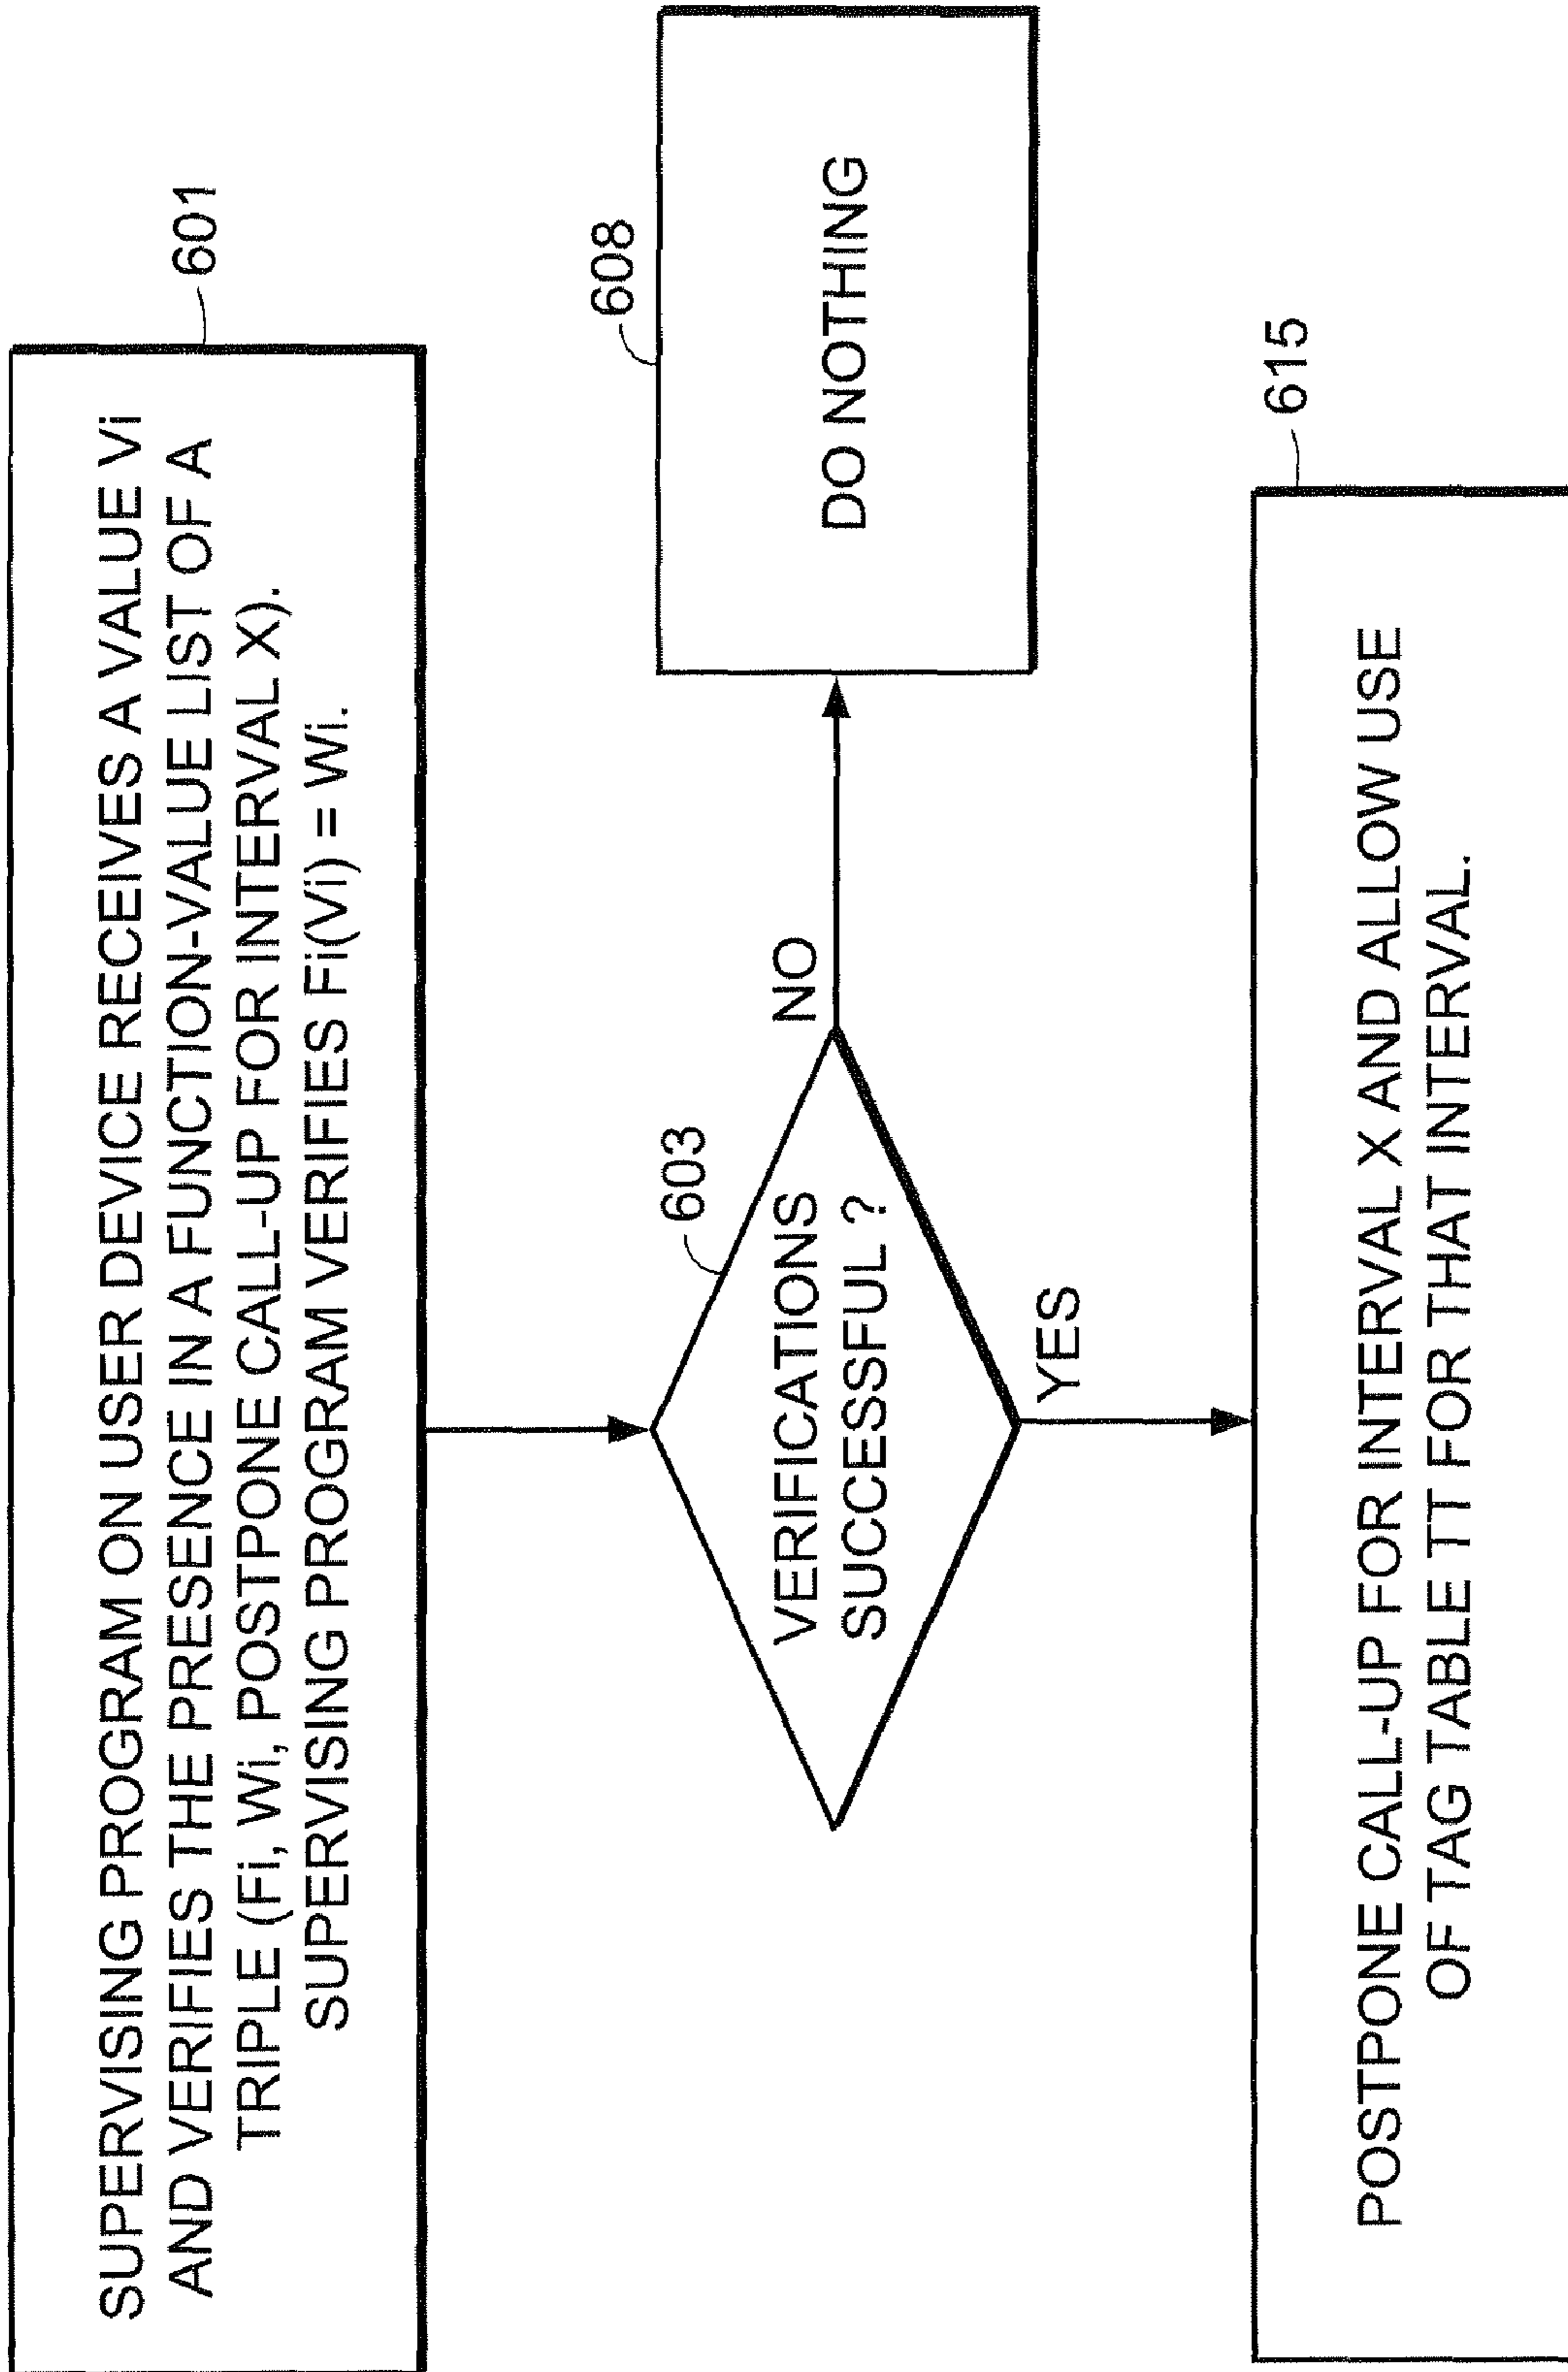 SUPERVISING PROGRAM ON USER DEVICE RECEIVES A VALUE Vi
AND VERIFIES THE PRESENCE IN A FUNCTION-VALUE LIST OF A
TRIPLE (Fi, Wi, POSTPONE CALL-UP FOR INTERVAL X).
SUPERVISING PROGRAM VERIFIES Fi(Vi) = Wi.
601
603
VERIFICATIONS
SUCCESSFUL ?
NO
608
DO NOTHING
YES
615
POSTPONE CALL-UP FOR INTERVAL X AND ALLOW USE
OF TAG TABLE TT FOR THAT INTERVAL.